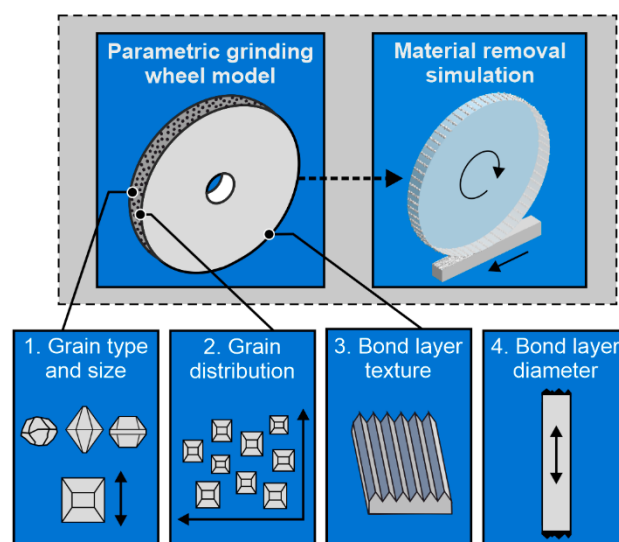 Parametric grinding
wheel model
Material removal
simulation
1. Grain type
and size
2. Grain
distribution
3. Bond layer
texture
4. Bond layer
diameter